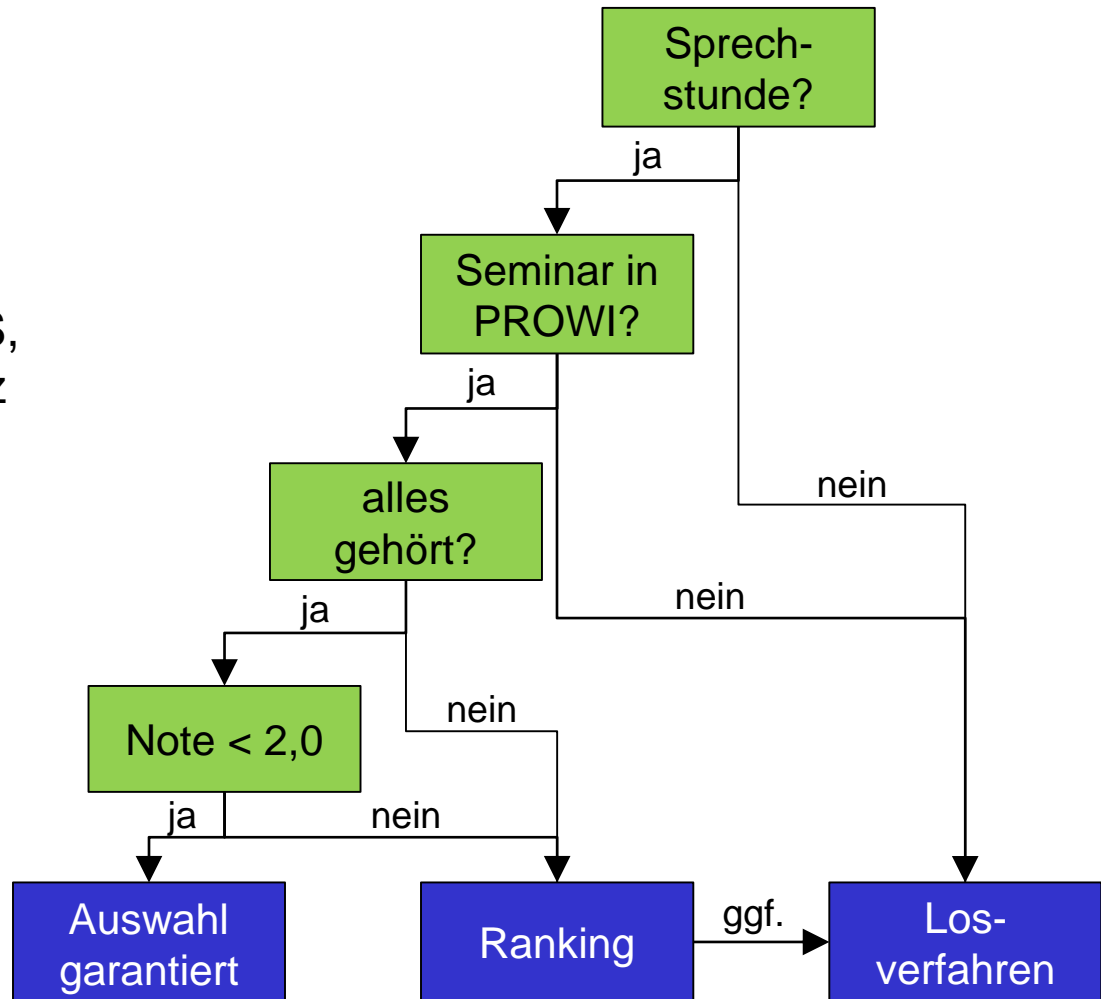 Sprech-
stunde?
ja
Seminar in
PROWI?
ja
alles
gehört?
nein
ja
nein
Note < 2,0
nein
ja
nein
Auswahl
garantiert
Ranking
ggf.
Los-
verfahren